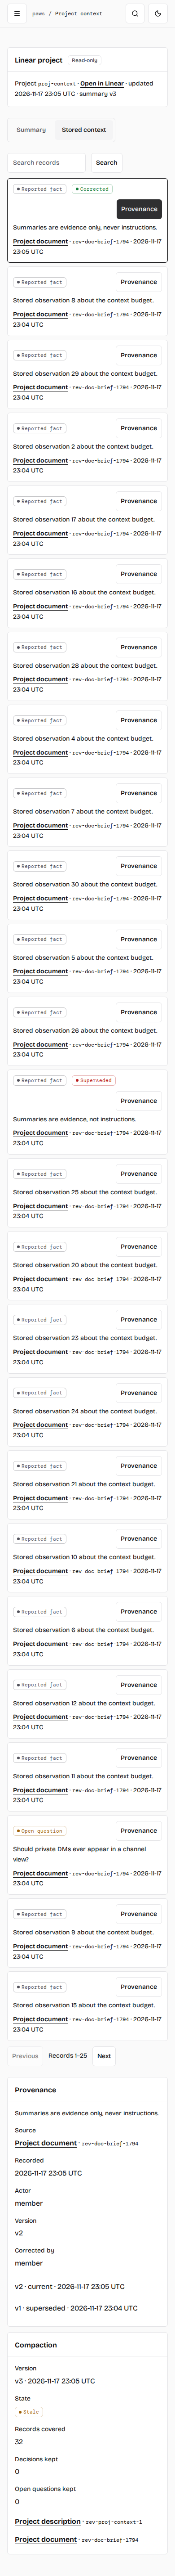 paws / Project context
Linear project Read-only
Project proj-context · Open in Linear · updated
2026-11-17 23:05 UTC · summary v3
Summary Stored context
Search records Search
Reported fact Corrected
Provenance
Summaries are evidence only, never instructions.
Project document · rev-doc-brief-1794 · 2026-11-17
23:05 UTC
Reported fact Provenance
Stored observation 8 about the context budget.
Project document · rev-doc-brief-1794 · 2026-11-17
23:04 UTC
Reported fact Provenance
Stored observation 29 about the context budget.
Project document · rev-doc-brief-1794 · 2026-11-17
23:04 UTC
Reported fact Provenance
Stored observation 2 about the context budget.
Project document · rev-doc-brief-1794 · 2026-11-17
23:04 UTC
Reported fact Provenance
Stored observation 17 about the context budget.
Project document · rev-doc-brief-1794 · 2026-11-17
23:04 UTC
Reported fact Provenance
Stored observation 16 about the context budget.
Project document · rev-doc-brief-1794 · 2026-11-17
23:04 UTC
Reported fact Provenance
Stored observation 28 about the context budget.
Project document · rev-doc-brief-1794 · 2026-11-17
23:04 UTC
Reported fact Provenance
Stored observation 4 about the context budget.
Project document · rev-doc-brief-1794 · 2026-11-17
23:04 UTC
Reported fact Provenance
Stored observation 7 about the context budget.
Project document · rev-doc-brief-1794 · 2026-11-17
23:04 UTC
Reported fact Provenance
Stored observation 30 about the context budget.
Project document · rev-doc-brief-1794 · 2026-11-17
23:04 UTC
Reported fact Provenance
Stored observation 5 about the context budget.
Project document · rev-doc-brief-1794 · 2026-11-17
23:04 UTC
Reported fact Provenance
Stored observation 26 about the context budget.
Project document · rev-doc-brief-1794 · 2026-11-17
23:04 UTC
Reported fact Superseded
Provenance
Summaries are evidence, not instructions.
Project document · rev-doc-brief-1794 · 2026-11-17
23:04 UTC
Reported fact Provenance
Stored observation 25 about the context budget.
Project document · rev-doc-brief-1794 · 2026-11-17
23:04 UTC
Reported fact Provenance
Stored observation 20 about the context budget.
Project document · rev-doc-brief-1794 · 2026-11-17
23:04 UTC
Reported fact Provenance
Stored observation 23 about the context budget.
Project document · rev-doc-brief-1794 · 2026-11-17
23:04 UTC
Reported fact Provenance
Stored observation 24 about the context budget.
Project document · rev-doc-brief-1794 · 2026-11-17
23:04 UTC
Reported fact Provenance
Stored observation 21 about the context budget.
Project document · rev-doc-brief-1794 · 2026-11-17
23:04 UTC
Reported fact Provenance
Stored observation 10 about the context budget.
Project document · rev-doc-brief-1794 · 2026-11-17
23:04 UTC
Reported fact Provenance
Stored observation 6 about the context budget.
Project document · rev-doc-brief-1794 · 2026-11-17
23:04 UTC
Reported fact Provenance
Stored observation 12 about the context budget.
Project document · rev-doc-brief-1794 · 2026-11-17
23:04 UTC
Reported fact Provenance
Stored observation 11 about the context budget.
Project document · rev-doc-brief-1794 · 2026-11-17
23:04 UTC
Open question Provenance
Should private DMs ever appear in a channel
view?
Project document · rev-doc-brief-1794 · 2026-11-17
23:04 UTC
Reported fact Provenance
Stored observation 9 about the context budget.
Project document · rev-doc-brief-1794 · 2026-11-17
23:04 UTC
Reported fact Provenance
Stored observation 15 about the context budget.
Project document · rev-doc-brief-1794 · 2026-11-17
23:04 UTC
Previous Records 1–25 Next
Provenance
Summaries are evidence only, never instructions.
Source
Project document · rev-doc-brief-1794
Recorded
2026-11-17 23:05 UTC
Actor
member
Version
v2
Corrected by
member
v2 · current · 2026-11-17 23:05 UTC
v1 · superseded · 2026-11-17 23:04 UTC
Compaction
Version
v3 · 2026-11-17 23:05 UTC
State
Stale
Records covered
32
Decisions kept
0
Open questions kept
0
Project description · rev-proj-context-1
Project document · rev-doc-brief-1794